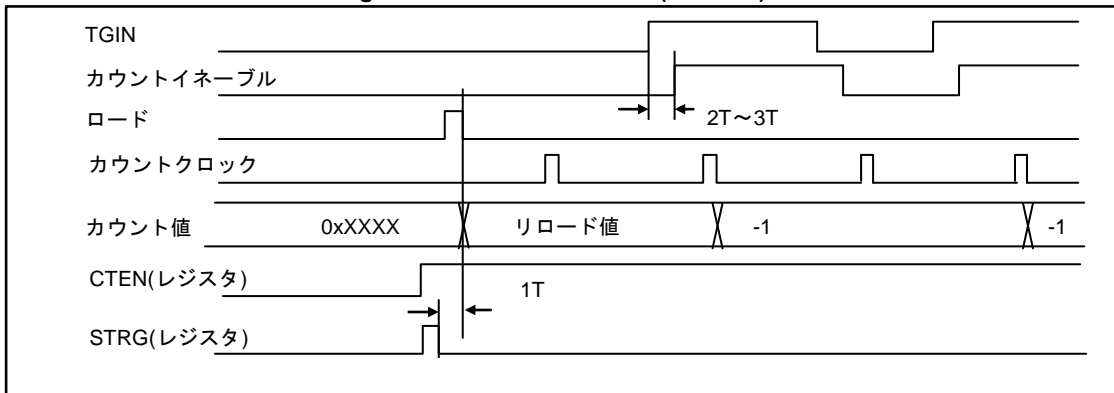 TGIN
カウントイネーブル
ロード
2T～3T
カウントクロック
カウント値 0xXXXX リロード値 -1 -1
CTEN(レジスタ)
1T
STRG(レジスタ)